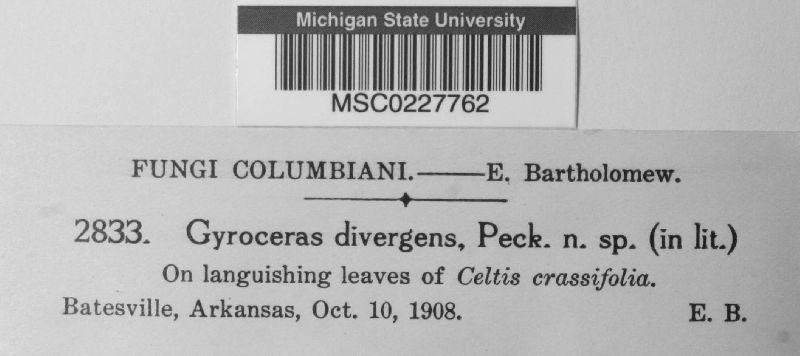 Michigan State University
MSC0227762
FUNGI COLUMBIANI.——E. Bartholomew.
2833. Gyroceras divergens, Peck. n. sp. (in lit.)
On languishing leaves of Celtis crassifolia.
Batesville, Arkansas, Oct. 10, 1908. E. B.